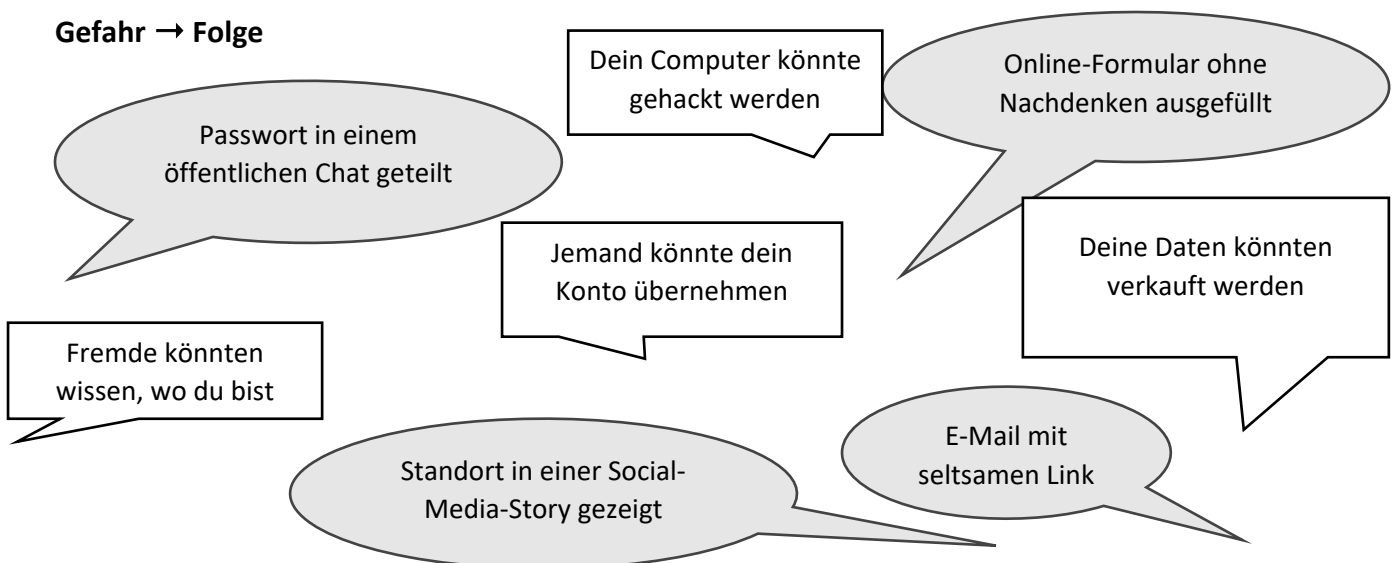 Gefahr → Folge
Dein Computer könnte
gehackt werden
Online-Formular ohne
Nachdenken ausgefüllt
Passwort in einem
öffentlichen Chat geteilt
Jemand könnte dein
Konto übernehmen
Deine Daten könnten
verkauft werden
Fremde könnten
wissen, wo du bist
Standort in einer Social-
Media-Story gezeigt
E-Mail mit
seltsamen Link